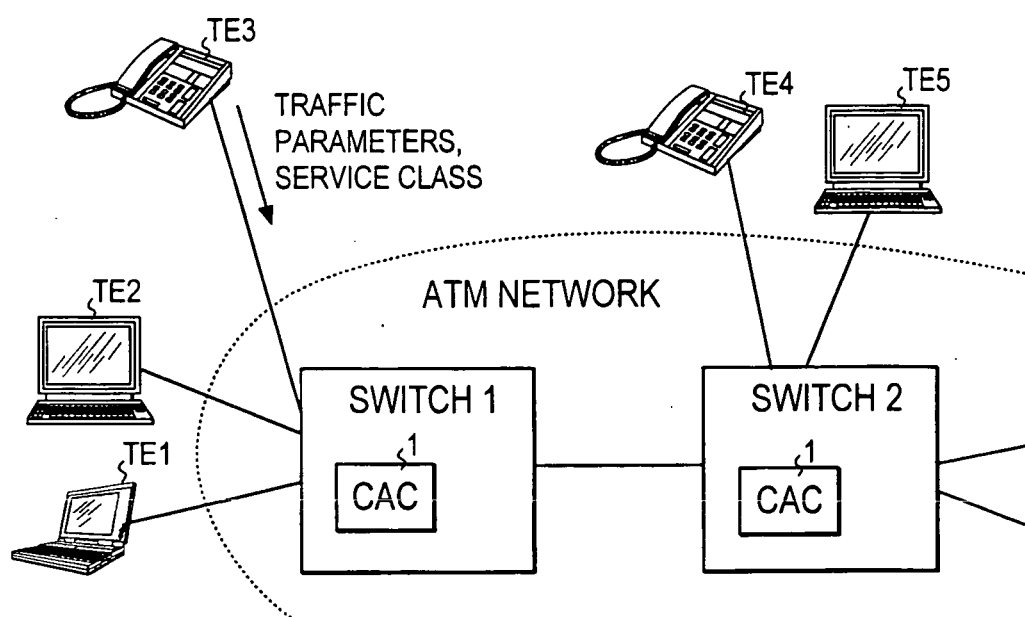 TE3
TRAFFIC
PARAMETERS,
SERVICE CLASS
TE4
TE5
ATM NETWORK
TE2
TE1
SWITCH 1
1
CAC
SWITCH 2
1
CAC